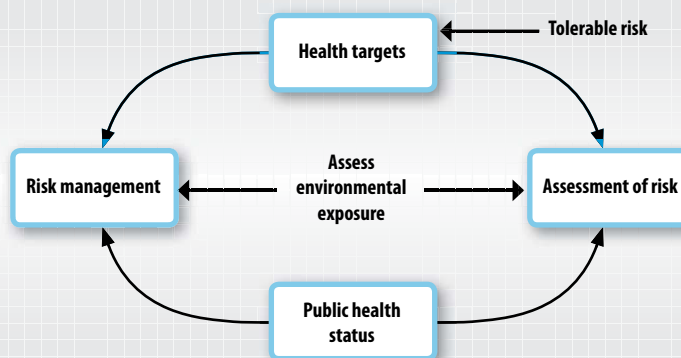 Tolerable risk
Health targets
Risk management
Assess
environmental
exposure
Assessment of risk
Public health
status